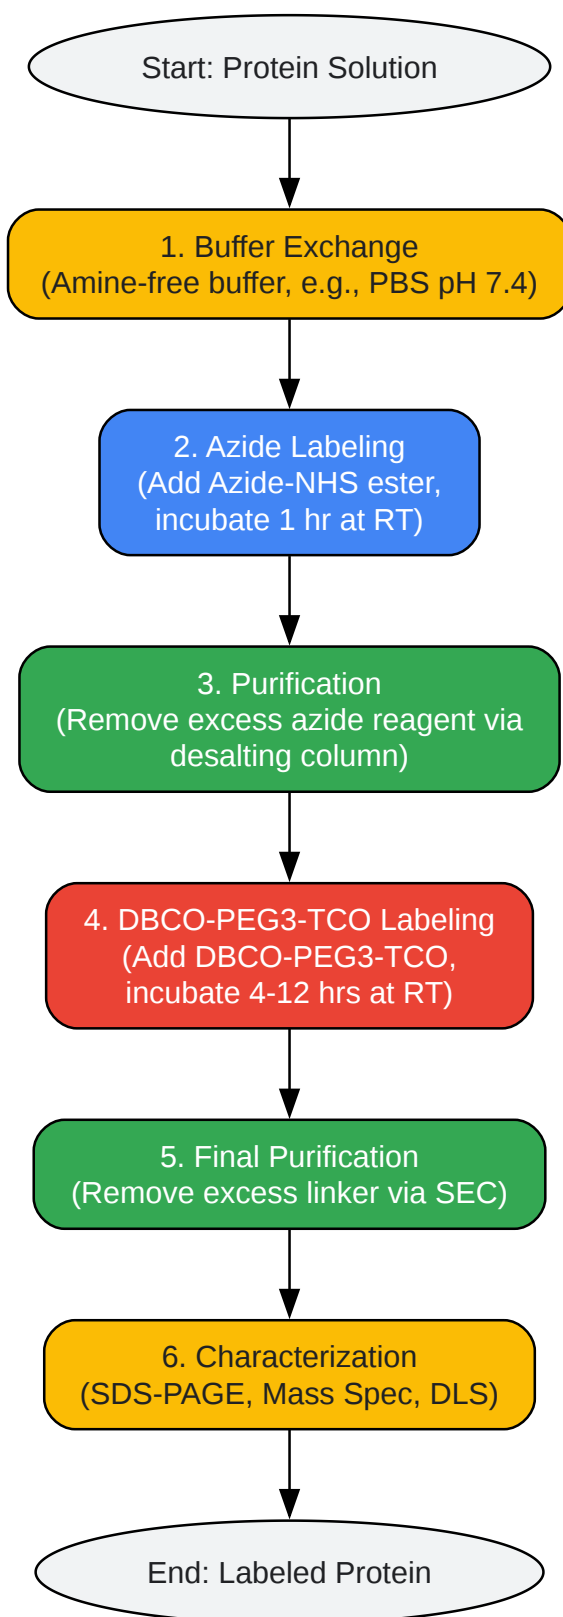 Start: Protein Solution
1. Buffer Exchange
(Amine-free buffer, e.g., PBS pH 7.4)
2. Azide Labeling
(Add Azide-NHS ester,
incubate 1 hr at RT)
3. Purification
(Remove excess azide reagent via
desalting column)
4. DBCO-PEG3-TCO Labeling
(Add DBCO-PEG3-TCO,
incubate 4-12 hrs at RT)
5. Final Purification
(Remove excess linker via SEC)
6. Characterization
(SDS-PAGE, Mass Spec, DLS)
End: Labeled Protein